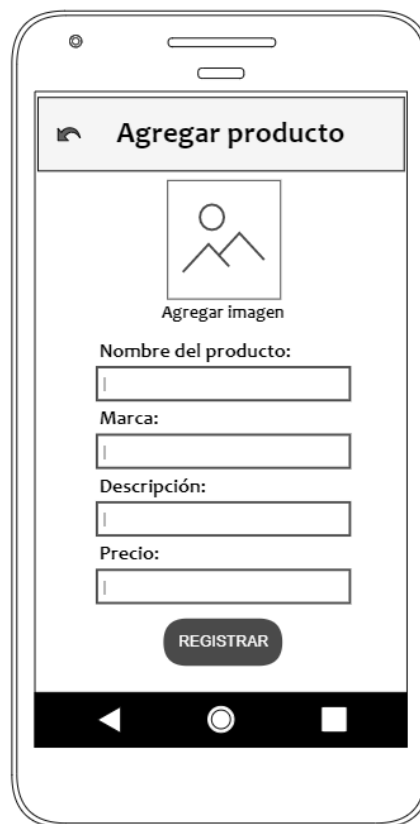 Agregar producto
Agregar imagen
Nombre del producto:
Marca:
Descripción:
Precio:
REGISTRAR